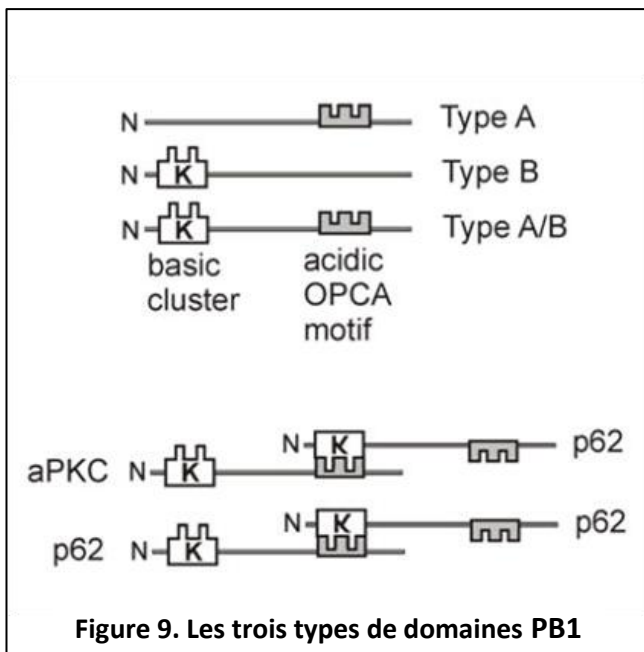 N Type A
N K Type B
N K Type A/B
basic acidic
cluster OPCA
motif
N K p62
aPKC N K
N K p62
p62 N K
Figure 9. Les trois types de domaines PB1